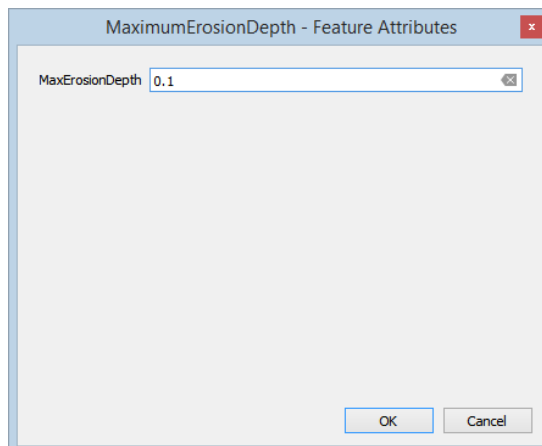 MaximumErosionDepth - Feature Attributes
x
MaxErosionDepth 0.1
OK Cancel